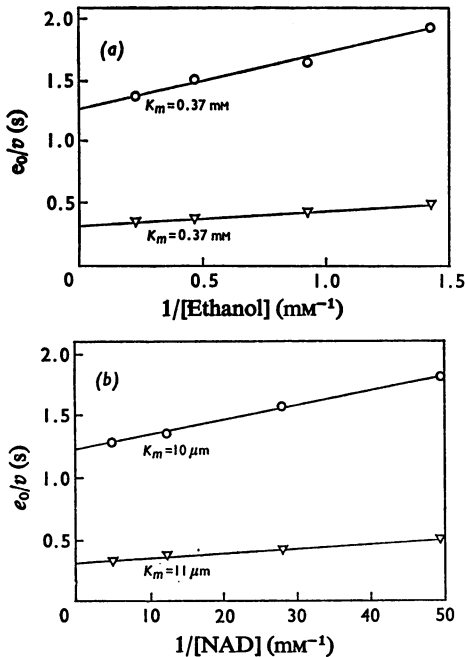 (a)
2.0
1.5
1.0
0.5
e₀/v (s)
Km=0.37 mM
Km=0.37 mM
0 0.5 1.0 1.5
1/[Ethanol] (mM⁻¹)
(b)
2.0
1.5
1.0
0.5
e₀/v (s)
Km=10 μm
Km=11 μm
0 10 20 30 40 50
1/[NAD] (mM⁻¹)